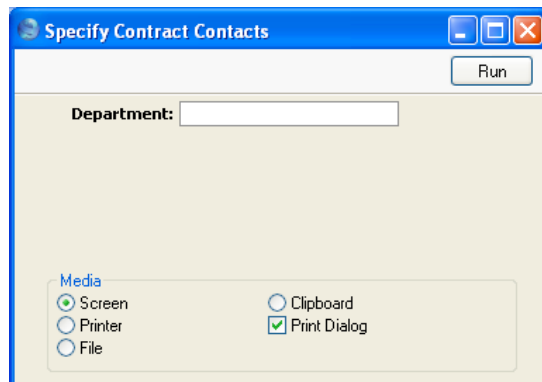 Specify Contract Contacts
Run
Department:
Media
Screen
Clipboard
Printer
Print Dialog
File